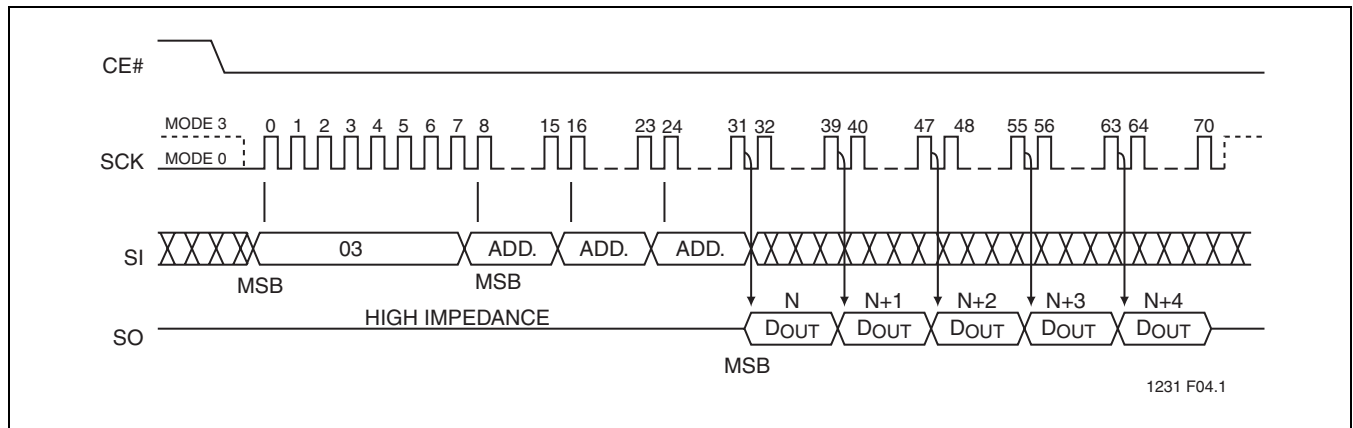 CE#
MODE 3 0 1 2 3 4 5 6 7 8 15 16 23 24 31 32 39 40 47 48 55 56 63 64 70
SCK MODE 0
SI 03 ADD. ADD. ADD.
MSB MSB
HIGH IMPEDANCE N N+1 N+2 N+3 N+4
SO DOUT DOUT DOUT DOUT DOUT
MSB
1231 F04.1